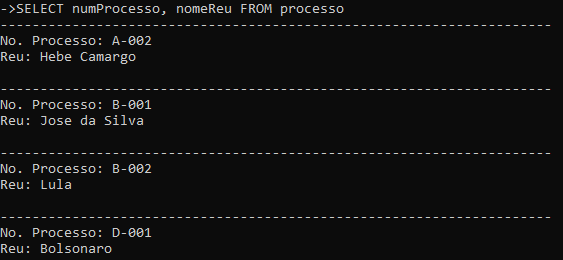 ->SELECT numProcesso, nomeReu FROM processo
---------------------------------------------------------------------
No. Processo: A-002
Reu: Hebe Camargo
---------------------------------------------------------------------
No. Processo: B-001
Reu: Jose da Silva
---------------------------------------------------------------------
No. Processo: B-002
Reu: Lula
---------------------------------------------------------------------
No. Processo: D-001
Reu: Bolsonaro